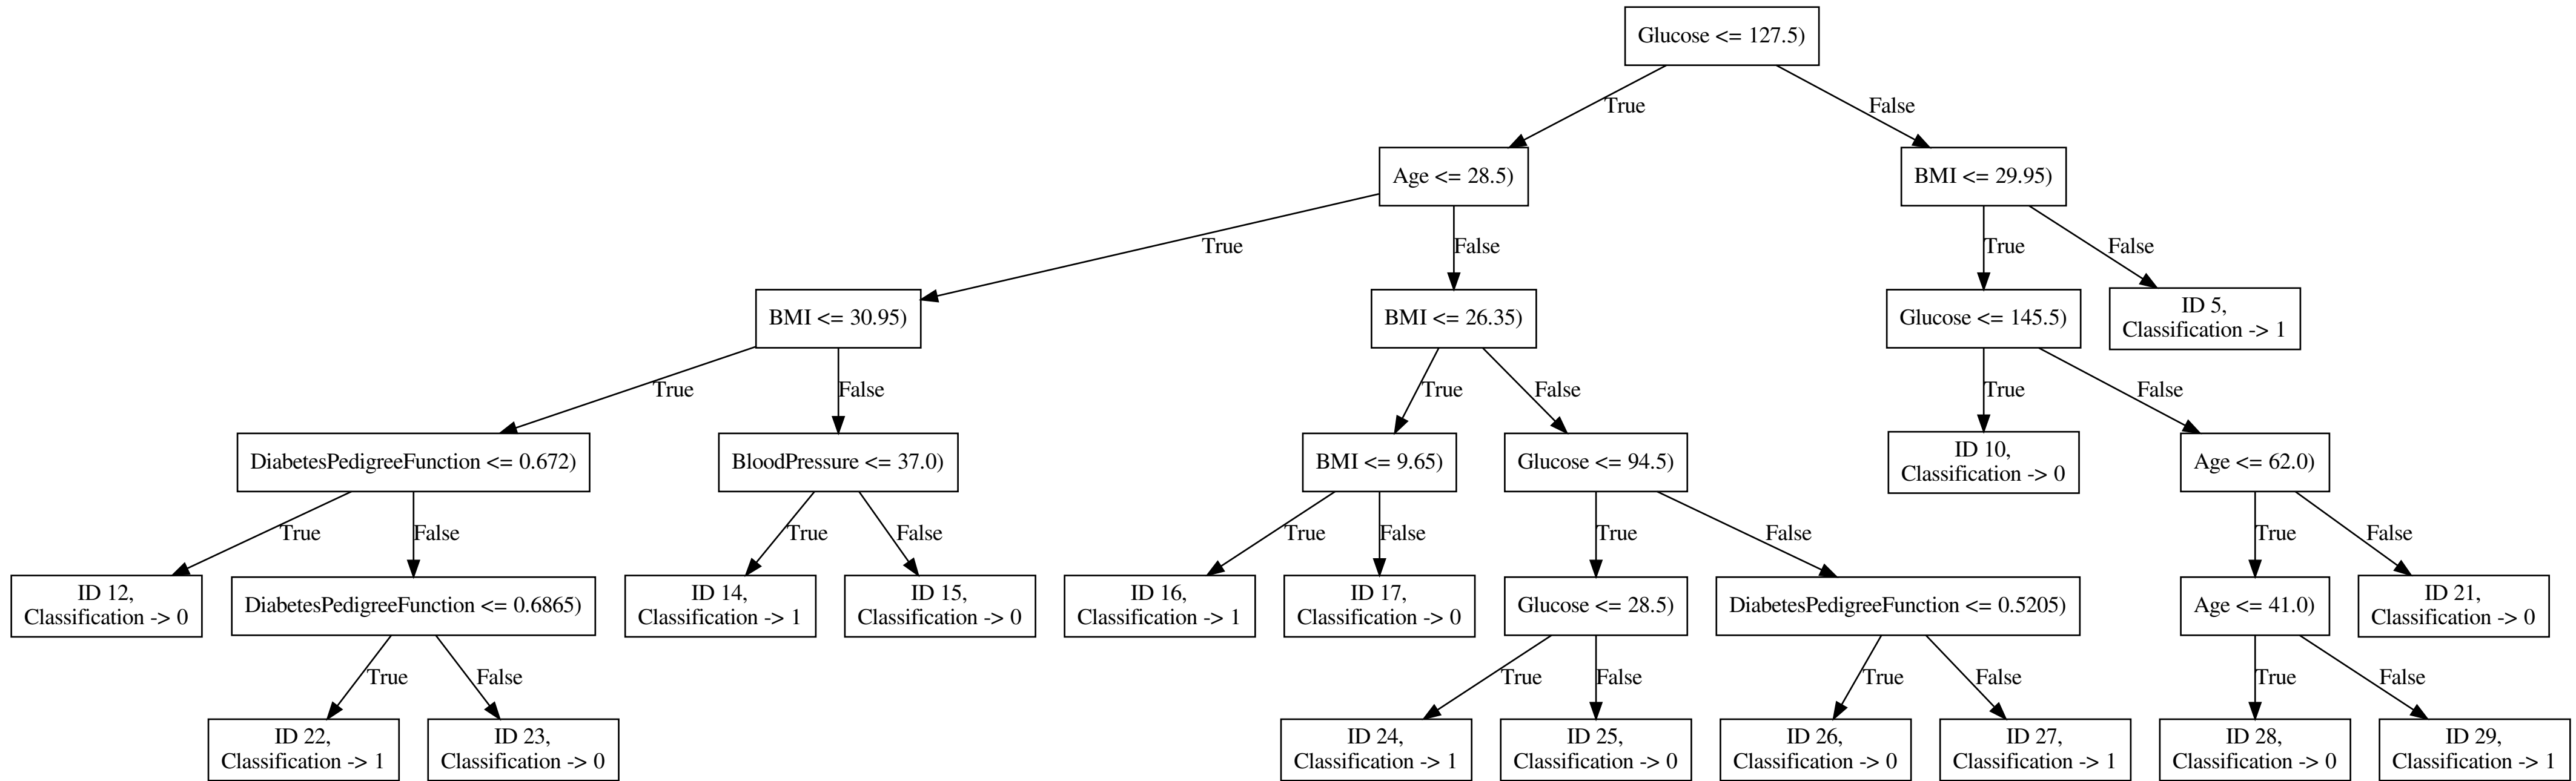 Glucose <= 127.5)
True
False
Age <= 28.5)
BMI <= 29.95)
True
False
True
False
BMI <= 30.95)
BMI <= 26.35)
Glucose <= 145.5)
ID 5,
Classification -> 1
True
False
True
False
True
False
DiabetesPedigreeFunction <= 0.672)
BloodPressure <= 37.0)
BMI <= 9.65)
Glucose <= 94.5)
ID 10,
Classification -> 0
Age <= 62.0)
True
False
True
False
True
False
True
False
True
False
ID 12,
Classification -> 0
DiabetesPedigreeFunction <= 0.6865)
ID 14,
Classification -> 1
ID 15,
Classification -> 0
ID 16,
Classification -> 1
ID 17,
Classification -> 0
Glucose <= 28.5)
DiabetesPedigreeFunction <= 0.5205)
Age <= 41.0)
ID 21,
Classification -> 0
True
False
True
False
True
False
True
False
ID 22,
Classification -> 1
ID 23,
Classification -> 0
ID 24,
Classification -> 1
ID 25,
Classification -> 0
ID 26,
Classification -> 0
ID 27,
Classification -> 1
ID 28,
Classification -> 0
ID 29,
Classification -> 1